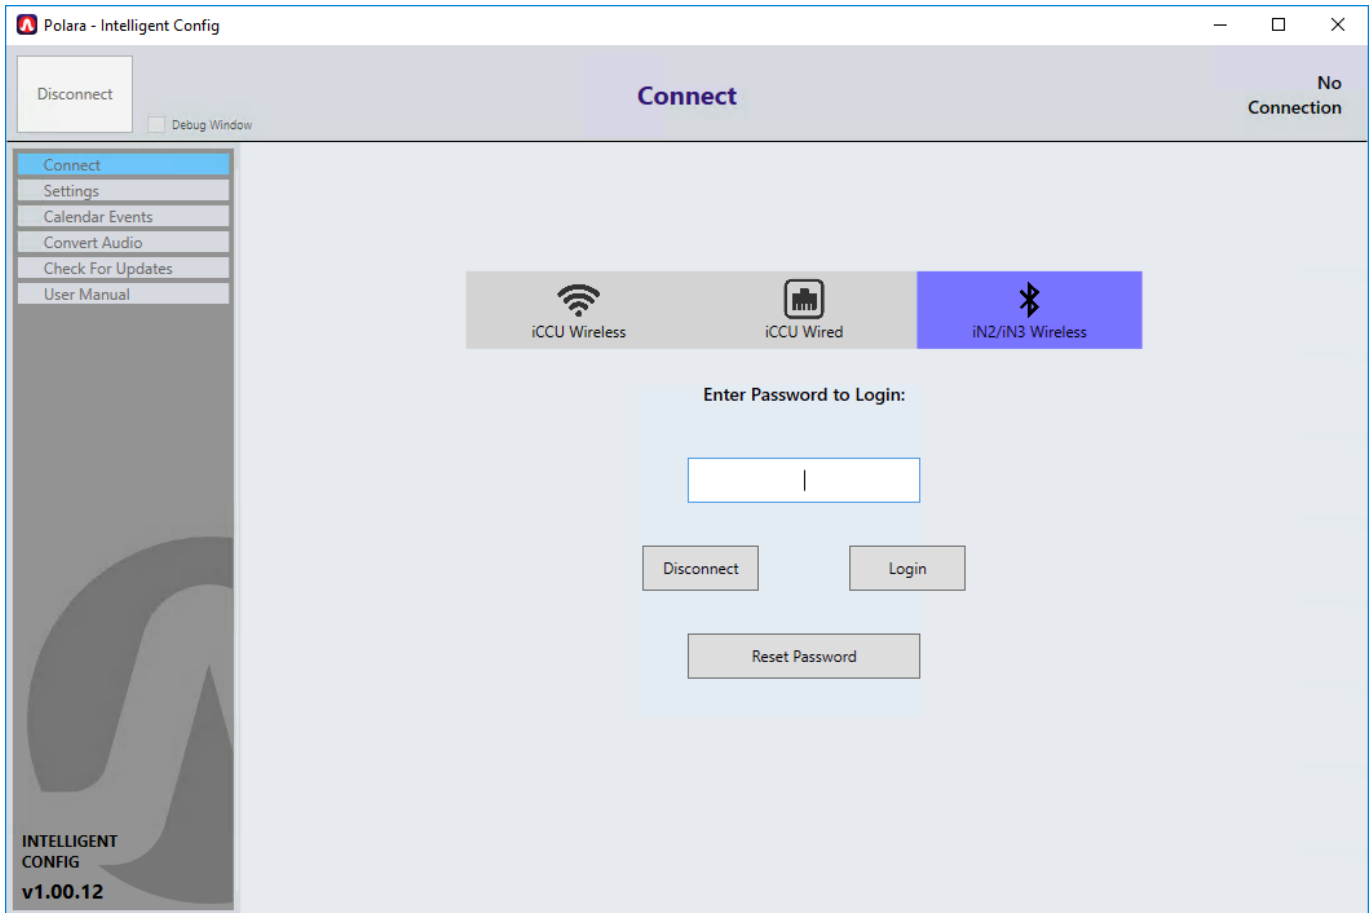 Polara - Intelligent Config
Disconnect
Debug Window
Connect
No
Connection
Connect
Settings
Calendar Events
Convert Audio
Check For Updates
User Manual
iCCU Wireless
iCCU Wired
iN2/iN3 Wireless
Enter Password to Login:
Disconnect
Login
Reset Password
INTELLIGENT
CONFIG
v1.00.12